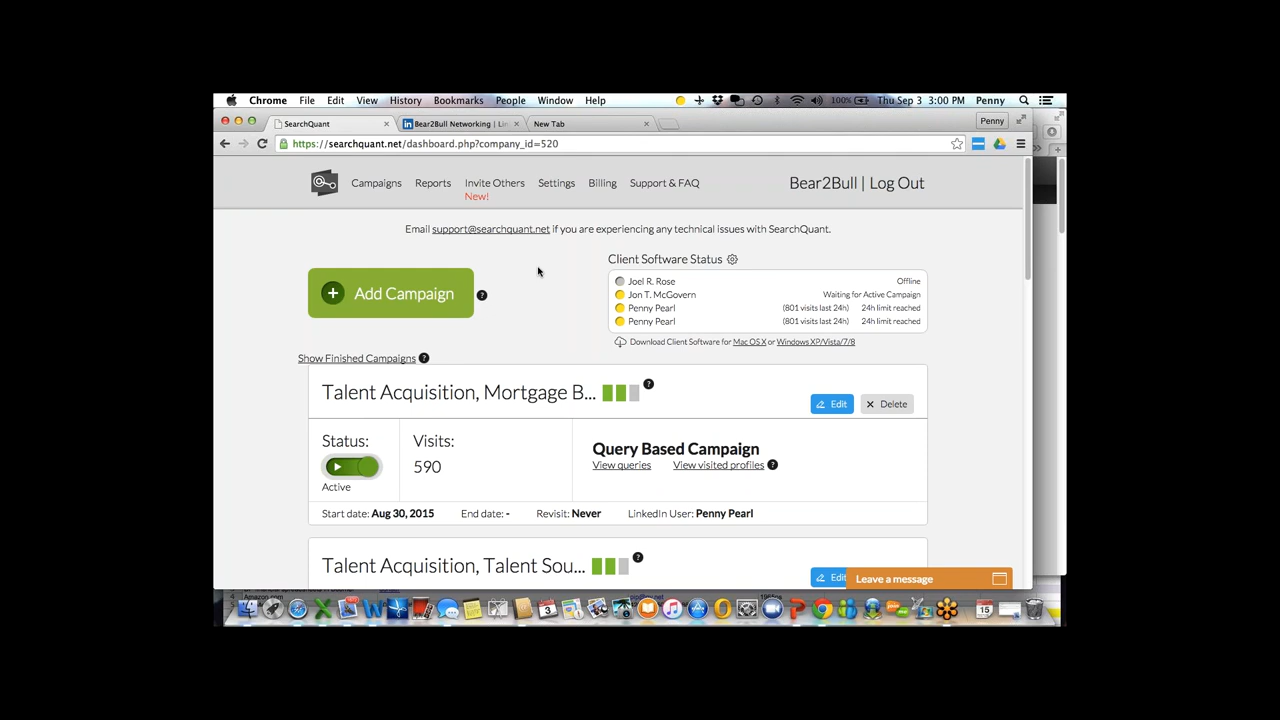 Chrome File Edit View History Bookmarks People Window Help 100% Thu Sep 3 3:00 PM Penny
SearchQuant Bear2Bull Networking | Lin New Tab Penny
https://searchquant.net/dashboard.php?company_id=520
Campaigns Reports Invite Others Settings Billing Support & FAQ Bear2Bull | Log Out
New!
Email support@searchquant.net if you are experiencing any technical issues with SearchQuant.
Client Software Status
+ Add Campaign ?
Joel R. Rose Offline
Jon T. McGovern Waiting for Active Campaign
Penny Pearl (801 visits last 24h) 24h limit reached
Penny Pearl (801 visits last 24h) 24h limit reached
Download Client Software for Mac OS X or Windows XP/Vista/7/8
Show Finished Campaigns ?
Talent Acquisition, Mortgage B... ?
Edit Delete
Status: Visits: Query Based Campaign
590 View queries View visited profiles ?
Active
Start date: Aug 30, 2015 End date: - Revisit: Never LinkedIn User: Penny Pearl
Talent Acquisition, Talent Sou... ?
Edit Leave a message
Amazon.com
3 15